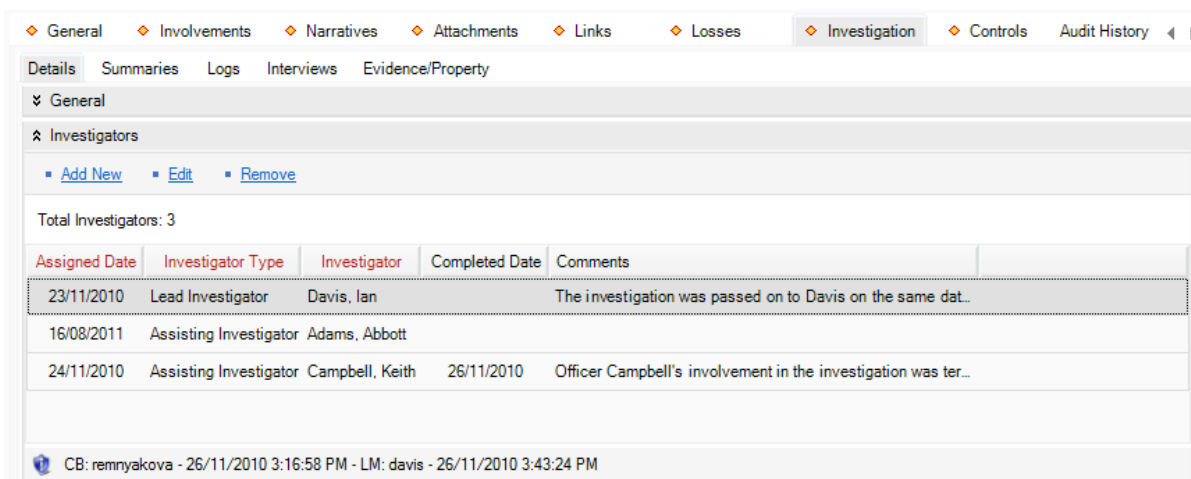 General Involvements Narratives Attachments Links Losses Investigation Controls Audit History
Details Summaries Logs Interviews Evidence/Property
General
Investigators
Add New Edit Remove
Total Investigators: 3
Assigned Date Investigator Type Investigator Completed Date Comments
23/11/2010 Lead Investigator Davis, Ian The investigation was passed on to Davis on the same dat...
16/08/2011 Assisting Investigator Adams, Abbott
24/11/2010 Assisting Investigator Campbell, Keith 26/11/2010 Officer Campbell's involvement in the investigation was ter...
CB: remnyakova - 26/11/2010 3:16:58 PM - LM: davis - 26/11/2010 3:43:24 PM